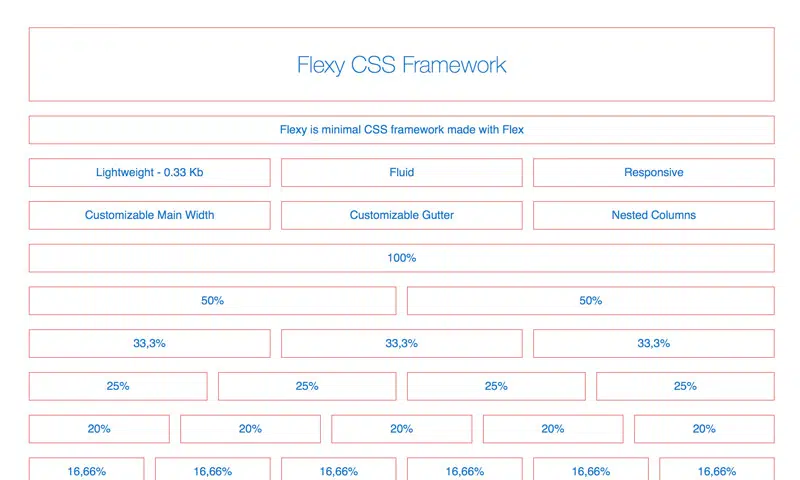 Flexy CSS Framework
Flexy is minimal CSS framework made with Flex
Lightweight - 0.33 Kb Fluid Responsive
Customizable Main Width Customizable Gutter Nested Columns
100%
50% 50%
33,3% 33,3% 33,3%
25% 25% 25% 25%
20% 20% 20% 20% 20%
16,66% 16,66% 16,66% 16,66% 16,66% 16,66%